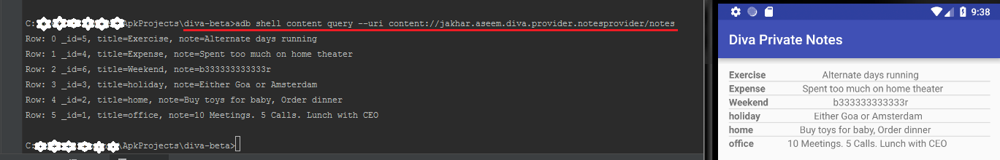 C:\ApkProjects\diva-beta>adb shell content query --uri content://jakhar.aseem.diva.provider.notesprovider/notes
Row: 0 _id=5, title=Exercise, note=Alternate days running
Row: 1 _id=4, title=Expense, note=Spent too much on home theater
Row: 2 _id=6, title=Weekend, note=b333333333333r
Row: 3 _id=3, title=holiday, note=Either Goa or Amsterdam
Row: 4 _id=2, title=home, note=Buy toys for baby, Order dinner
Row: 5 _id=1, title=office, note=10 Meetings. 5 Calls. Lunch with CEO
C:\ApkProjects\diva-beta>
9:38
Diva Private Notes
Exercise Alternate days running
Expense Spent too much on home theater
Weekend b333333333333r
holiday Either Goa or Amsterdam
home Buy toys for baby, Order dinner
office 10 Meetings. 5 Calls. Lunch with CEO